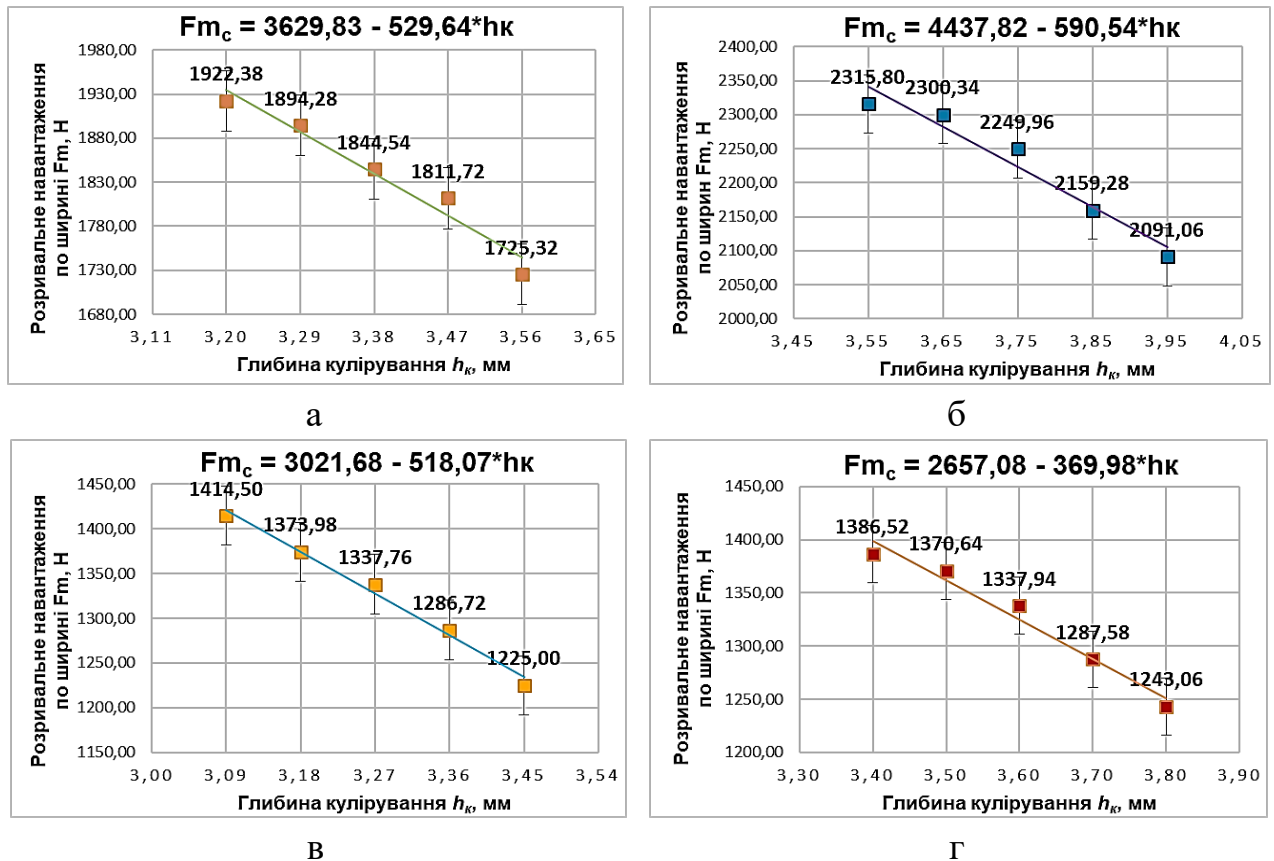 Fmc = 3629,83 - 529,64*hк
Розривальне навантаження
по ширині Fm, Н
1980,00
1930,00
1880,00
1830,00
1780,00
1730,00
1680,00
1922,38
1894,28
1844,54
1811,72
1725,32
3,11 3,20 3,29 3,38 3,47 3,56 3,65
Глибина кулірування hк, мм
а
Fmc = 4437,82 - 590,54*hк
Розривальне навантаження
по ширин Fm, Н
2400,00
2350,00
2300,00
2250,00
2200,00
2150,00
2100,00
2050,00
2000,00
2315,80
2300,34
2249,96
2159,28
2091,06
3,45 3,55 3,65 3,75 3,85 3,95 4,05
Глибина кулірування hк, мм
б
Fmc = 3021,68 - 518,07*hк
Розривальне навантаження
по ширині Fm, Н
1450,00
1400,00
1350,00
1300,00
1250,00
1200,00
1150,00
1414,50
1373,98
1337,76
1286,72
1225,00
3,00 3,09 3,18 3,27 3,36 3,45 3,54
Глибина кулірування hк, мм
в
Fmc = 2657,08 - 369,98*hк
Розривальне навантаження
по ширині Fm, Н
1450,00
1400,00
1350,00
1300,00
1250,00
1200,00
1386,52
1370,64
1337,94
1287,58
1243,06
3,30 3,40 3,50 3,60 3,70 3,80 3,90
Глибина кулірування hк, мм
г